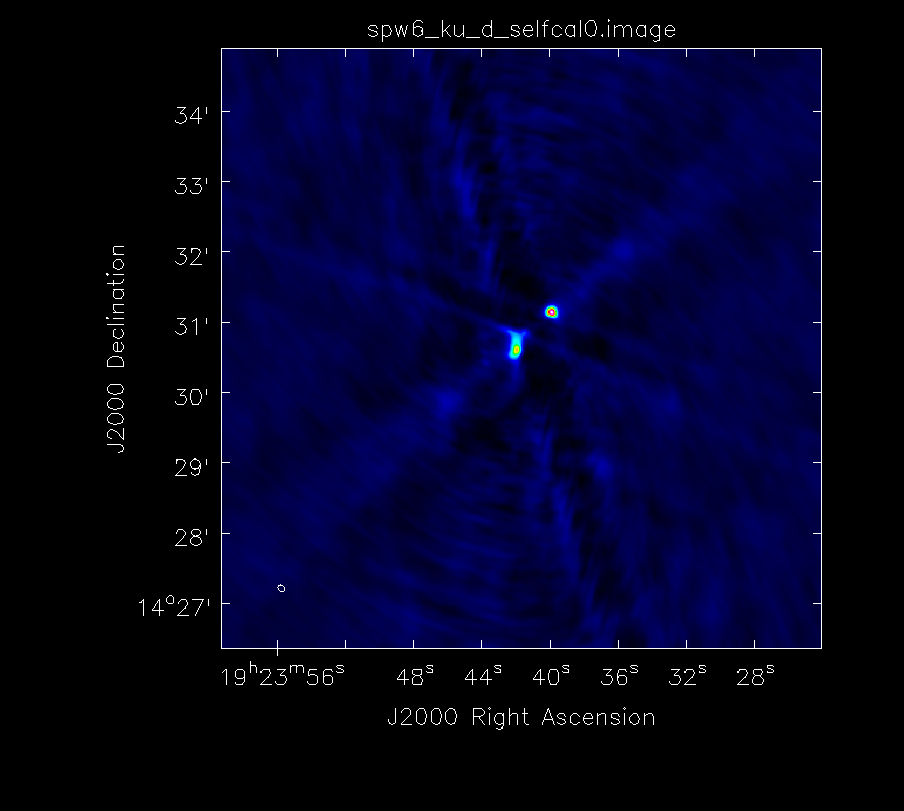 spw6_ku_d_selfcal0.image
34'
33'
32'
31'
30'
29'
28'
14°27'
J2000 Declination
19ʰ23ᵐ56ˢ 48ˢ 44ˢ 40ˢ 36ˢ 32ˢ 28ˢ
J2000 Right Ascension